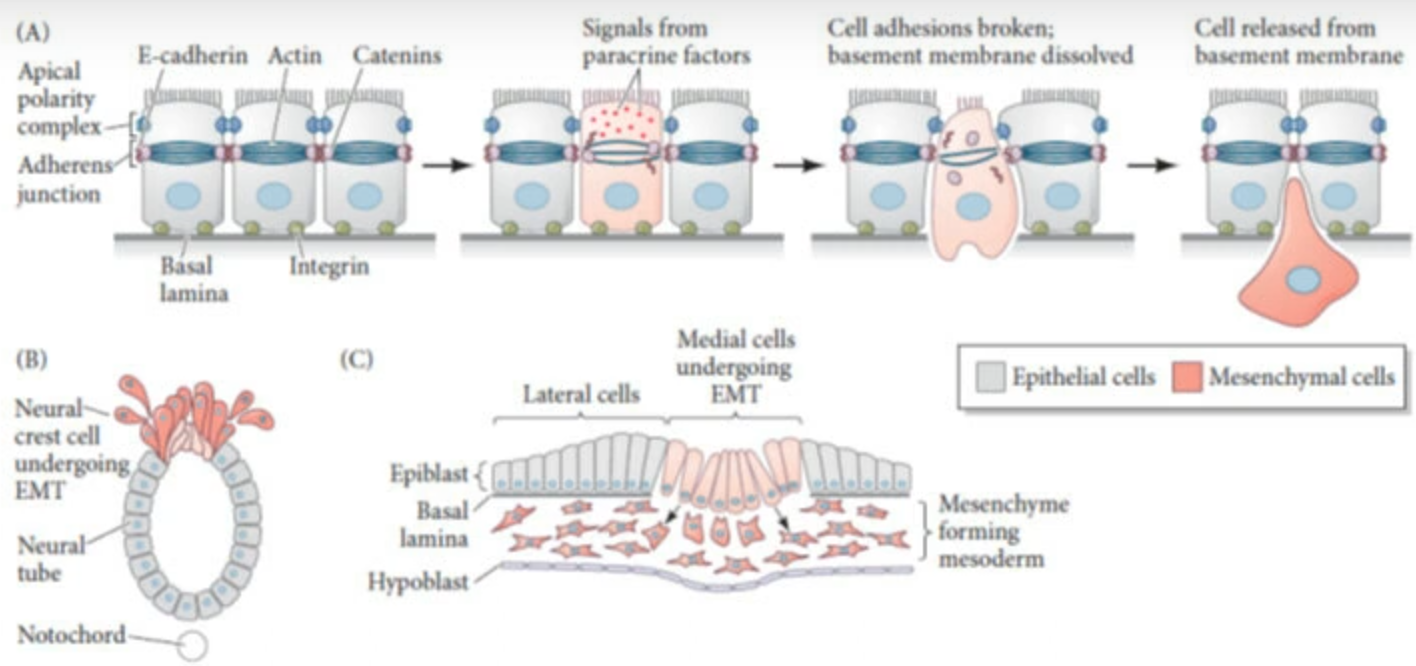 (A)
E-cadherin Actin Catenins
Apical
polarity
complex
Adherens
junction
Basal
lamina
Integrin
Signals from
paracrine factors
Cell adhesions broken;
basement membrane dissolved
Cell released from
basement membrane
(B)
Neural
crest cell
undergoing
EMT
Neural
tube
Notochord
(C)
Lateral cells
Medial cells
undergoing
EMT
Epiblast
Basal
lamina
Hypoblast
Mesenchyme
forming
mesoderm
Epithelial cells Mesenchymal cells